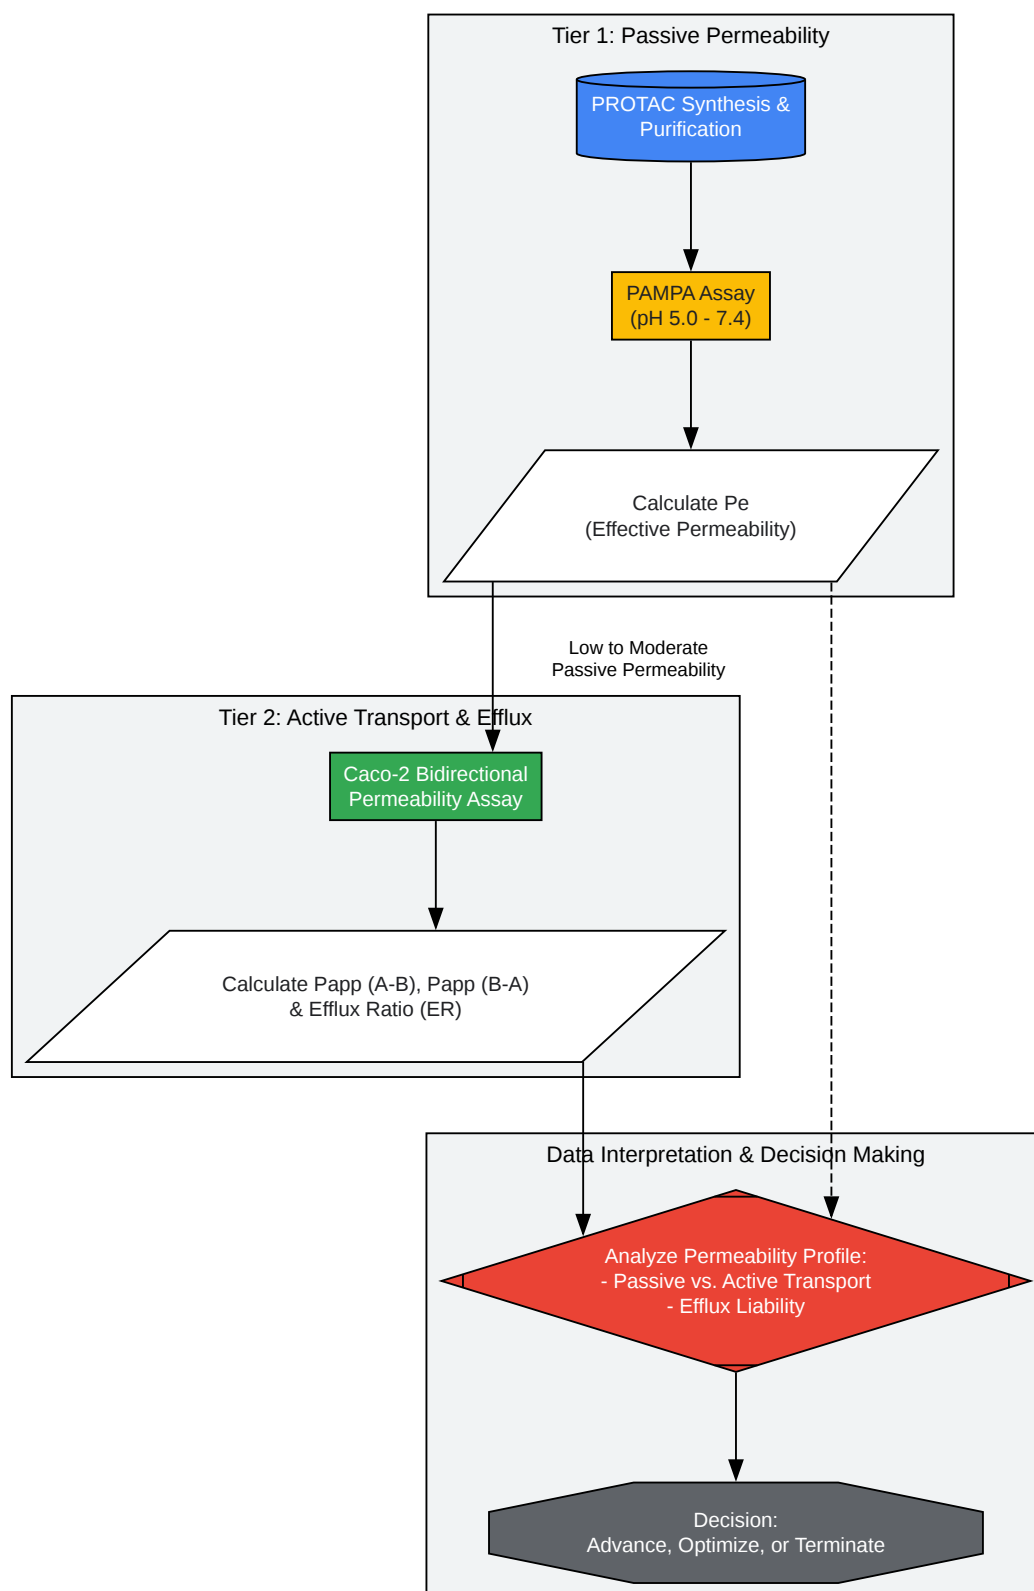 Tier 1: Passive Permeability
PROTAC Synthesis &
Purification
PAMPA Assay
(pH 5.0 - 7.4)
Calculate Pe
(Effective Permeability)
Low to Moderate
Passive Permeability
Tier 2: Active Transport & Efflux
Caco-2 Bidirectional
Permeability Assay
Calculate Papp (A-B), Papp (B-A)
& Efflux Ratio (ER)
Data Interpretation & Decision Making
Analyze Permeability Profile:
- Passive vs. Active Transport
- Efflux Liability
Decision:
Advance, Optimize, or Terminate